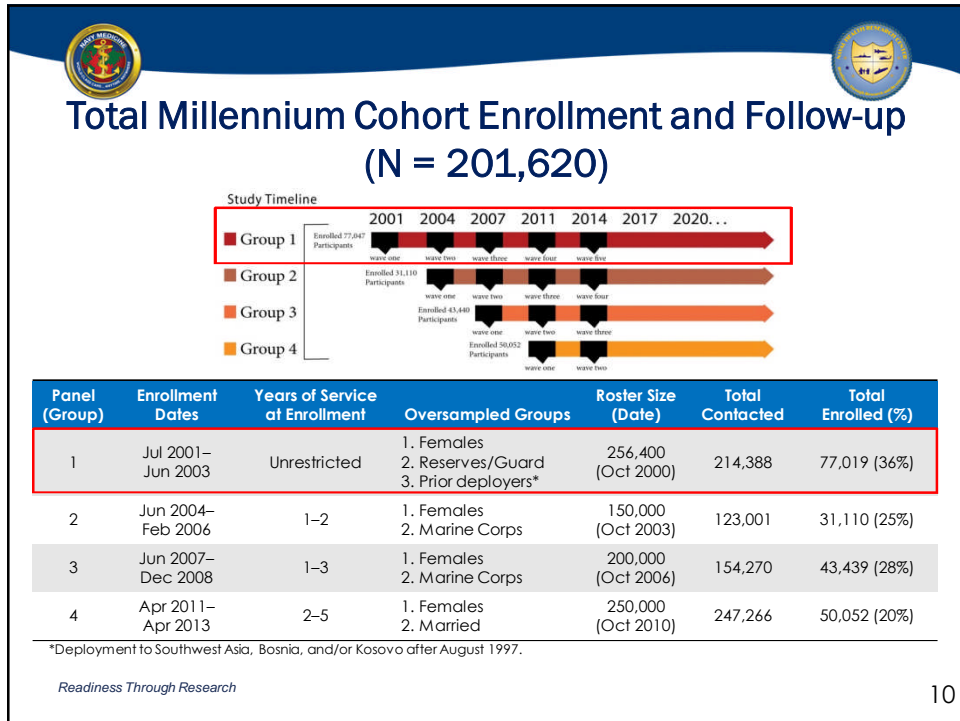 NAVY MEDICINE
Total Millennium Cohort Enrollment and Follow-up
(N = 201,620)
Study Timeline
2001 2004 2007 2011 2014 2017 2020...
Group 1
Enrolled 77,047
Participants
wave one wave two wave three wave four wave five
Group 2
Enrolled 31,110
Participants
wave one wave two wave three wave four
Group 3
Enrolled 43,440
Participants
wave one wave two wave three
Group 4
Enrolled 50,052
Participants
wave one wave two
Panel Enrollment Years of Service Roster Size Total Total
(Group) Dates at Enrollment Oversampled Groups (Date) Contacted Enrolled (%)
1. Females
Jul 2001– 256,400
1 Unrestricted 2. Reserves/Guard 214,388 77,019 (36%)
Jun 2003 (Oct 2000)
3. Prior deployers*
Jun 2004– 1. Females 150,000
2 1–2 123,001 31,110 (25%)
Feb 2006 2. Marine Corps (Oct 2003)
Jun 2007– 1. Females 200,000
3 1–3 154,270 43,439 (28%)
Dec 2008 2. Marine Corps (Oct 2006)
Apr 2011– 1. Females 250,000
4 2–5 247,266 50,052 (20%)
Apr 2013 2. Married (Oct 2010)
*Deployment to Southwest Asia, Bosnia, and/or Kosovo after August 1997.
Readiness Through Research
10